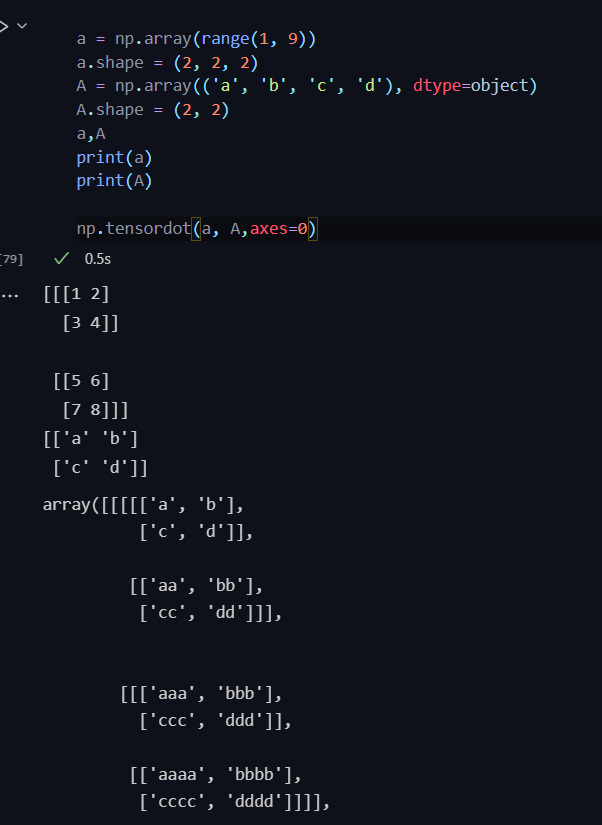 a = np.array(range(1, 9))
a.shape = (2, 2, 2)
A = np.array(('a', 'b', 'c', 'd'), dtype=object)
A.shape = (2, 2)
a,A
print(a)
print(A)
np.tensordot(a, A,axes=0)
[79] ✓ 0.5s
... [[[1 2]
[3 4]]
[[5 6]
[7 8]]]
[['a' 'b']
['c' 'd']]
array([[[[['a', 'b'],
['c', 'd']],
[['aa', 'bb'],
['cc', 'dd']]],
[[['aaa', 'bbb'],
['ccc', 'ddd']],
[['aaaa', 'bbbb'],
['cccc', 'dddd']]]],